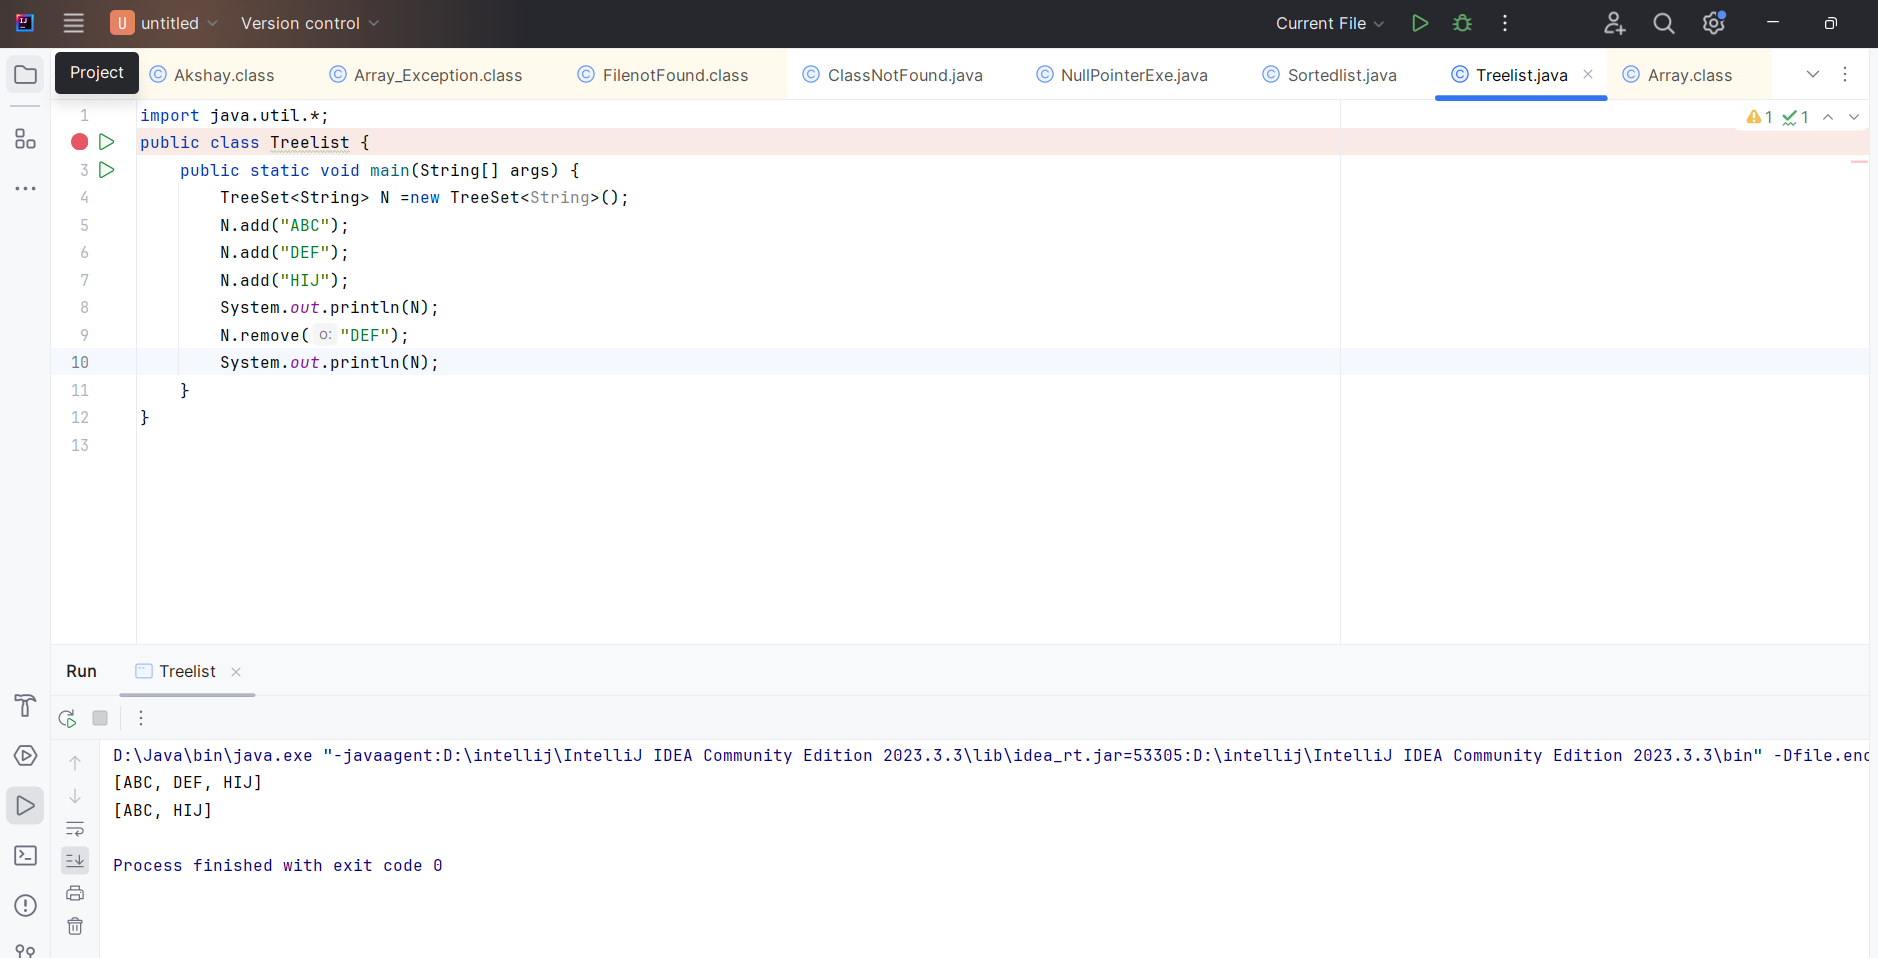 U untitled Version control Current File
Project Akshay.class Array_Exception.class FilenotFound.class ClassNotFound.java NullPointerExe.java Sortedlist.java Treelist.java Array.class
1 import java.util.*; 1 1
public class Treelist {
3 public static void main(String[] args) {
4 TreeSet<String> N =new TreeSet<String>();
5 N.add("ABC");
6 N.add("DEF");
7 N.add("HIJ");
8 System.out.println(N);
9 N.remove( o: "DEF");
10 System.out.println(N);
11 }
12 }
13
Run Treelist
D:\Java\bin\java.exe "-javaagent:D:\intellij\IntelliJ IDEA Community Edition 2023.3.3\lib\idea_rt.jar=53305:D:\intellij\IntelliJ IDEA Community Edition 2023.3.3\bin" -Dfile.enc
[ABC, DEF, HIJ]
[ABC, HIJ]
Process finished with exit code 0